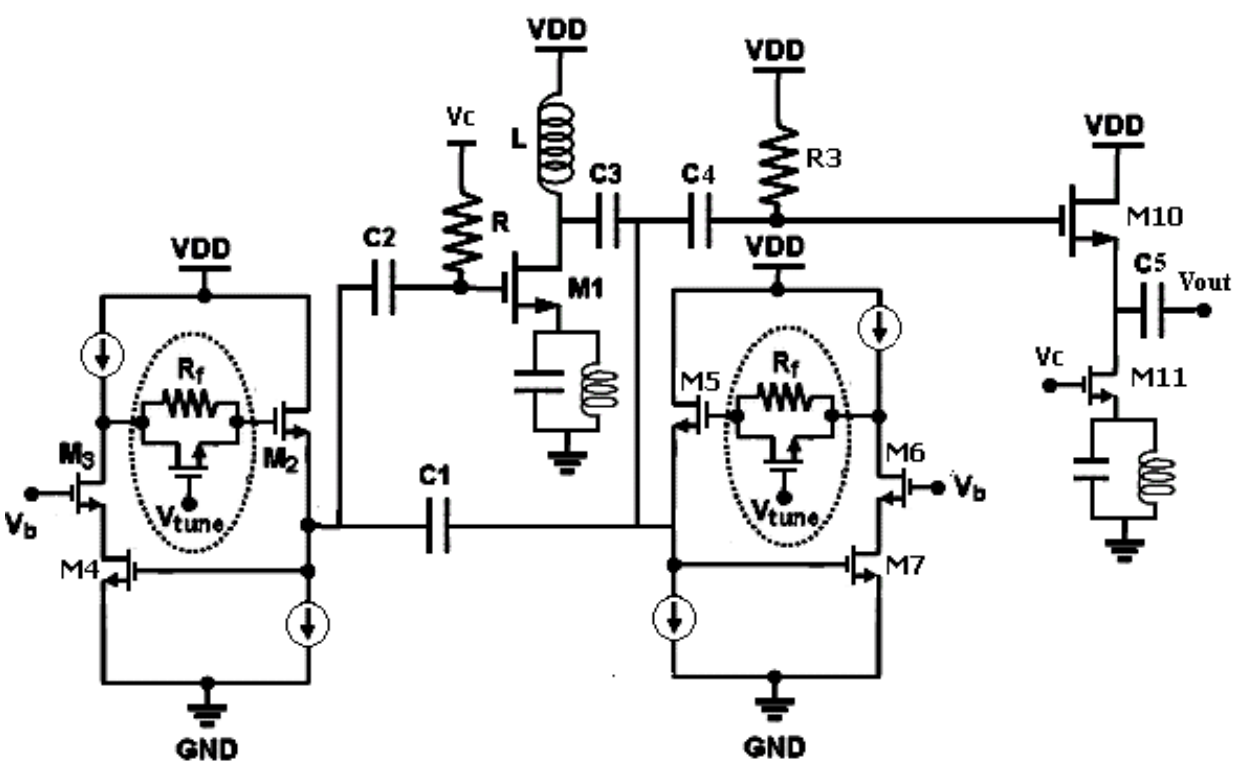 VDD
VDD
Vc
L
R3
VDD
C3
C4
R
M10
C2
VDD
VDD
M1
C5
Vout
Rf
M5
Rf
Vc
M11
M3
M2
M6
C1
Vb
Vtune
Vtune
Vb
M4
M7
GND
GND